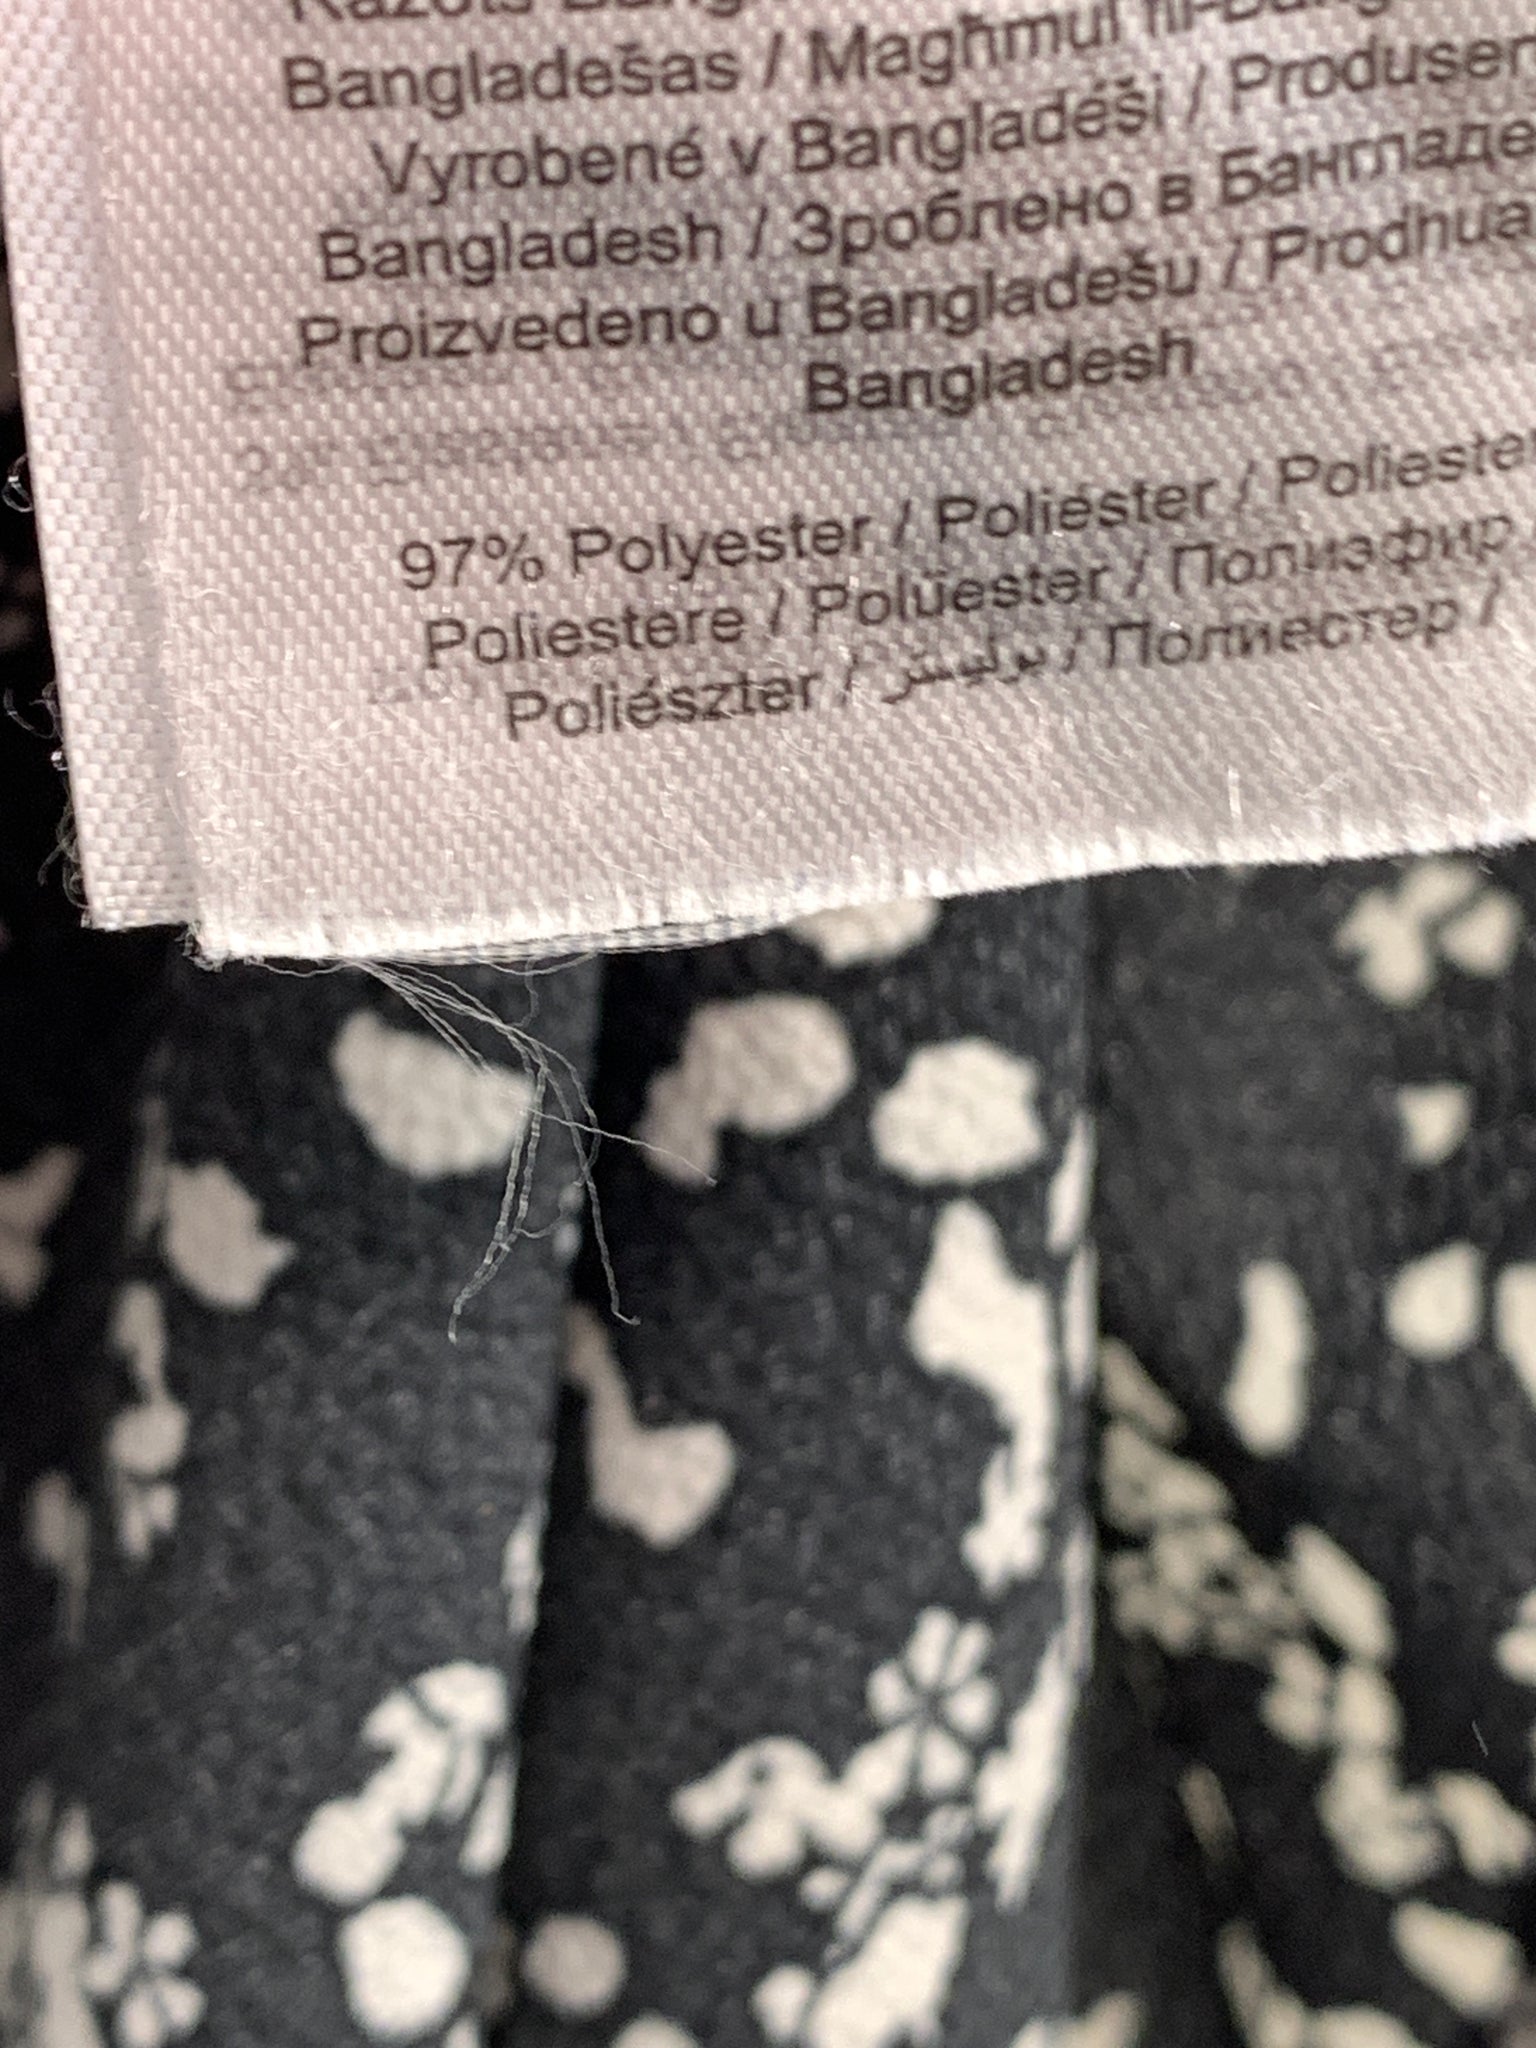 Bangladešas / Magħmul fil-Bang
Vyrobené v Bangladéši / Produsen
Bangladesh / Зроблено в Бангладе
Proizvedeno u Bangladešu / Prodhua
Bangladesh
97% Polyester / Poliéster / Poliester
Poliestere / Polüester / Полиэфир
Poliészter / بوليستر / Полиестер /